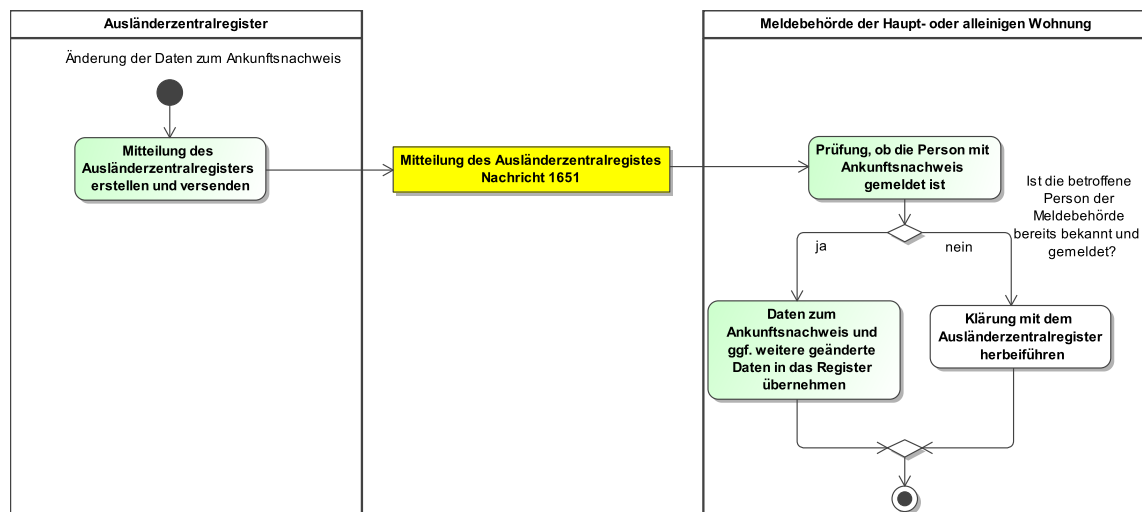 Ausländerzentralregister
Änderung der Daten zum Ankunftsnachweis
Mitteilung des
Ausländerzentralregisters
erstellen und versenden
Mitteilung des Ausländerzentralregistes
Nachricht 1651
Meldebehörde der Haupt- oder alleinigen Wohnung
Prüfung, ob die Person mit
Ankunftsnachweis
gemeldet ist
Ist die betroffene
Person der
Meldebehörde
bereits bekannt und
gemeldet?
ja
nein
Daten zum
Ankunftsnachweis und
ggf. weitere geänderte
Daten in das Register
übernehmen
Klärung mit dem
Ausländerzentralregister
herbeiführen